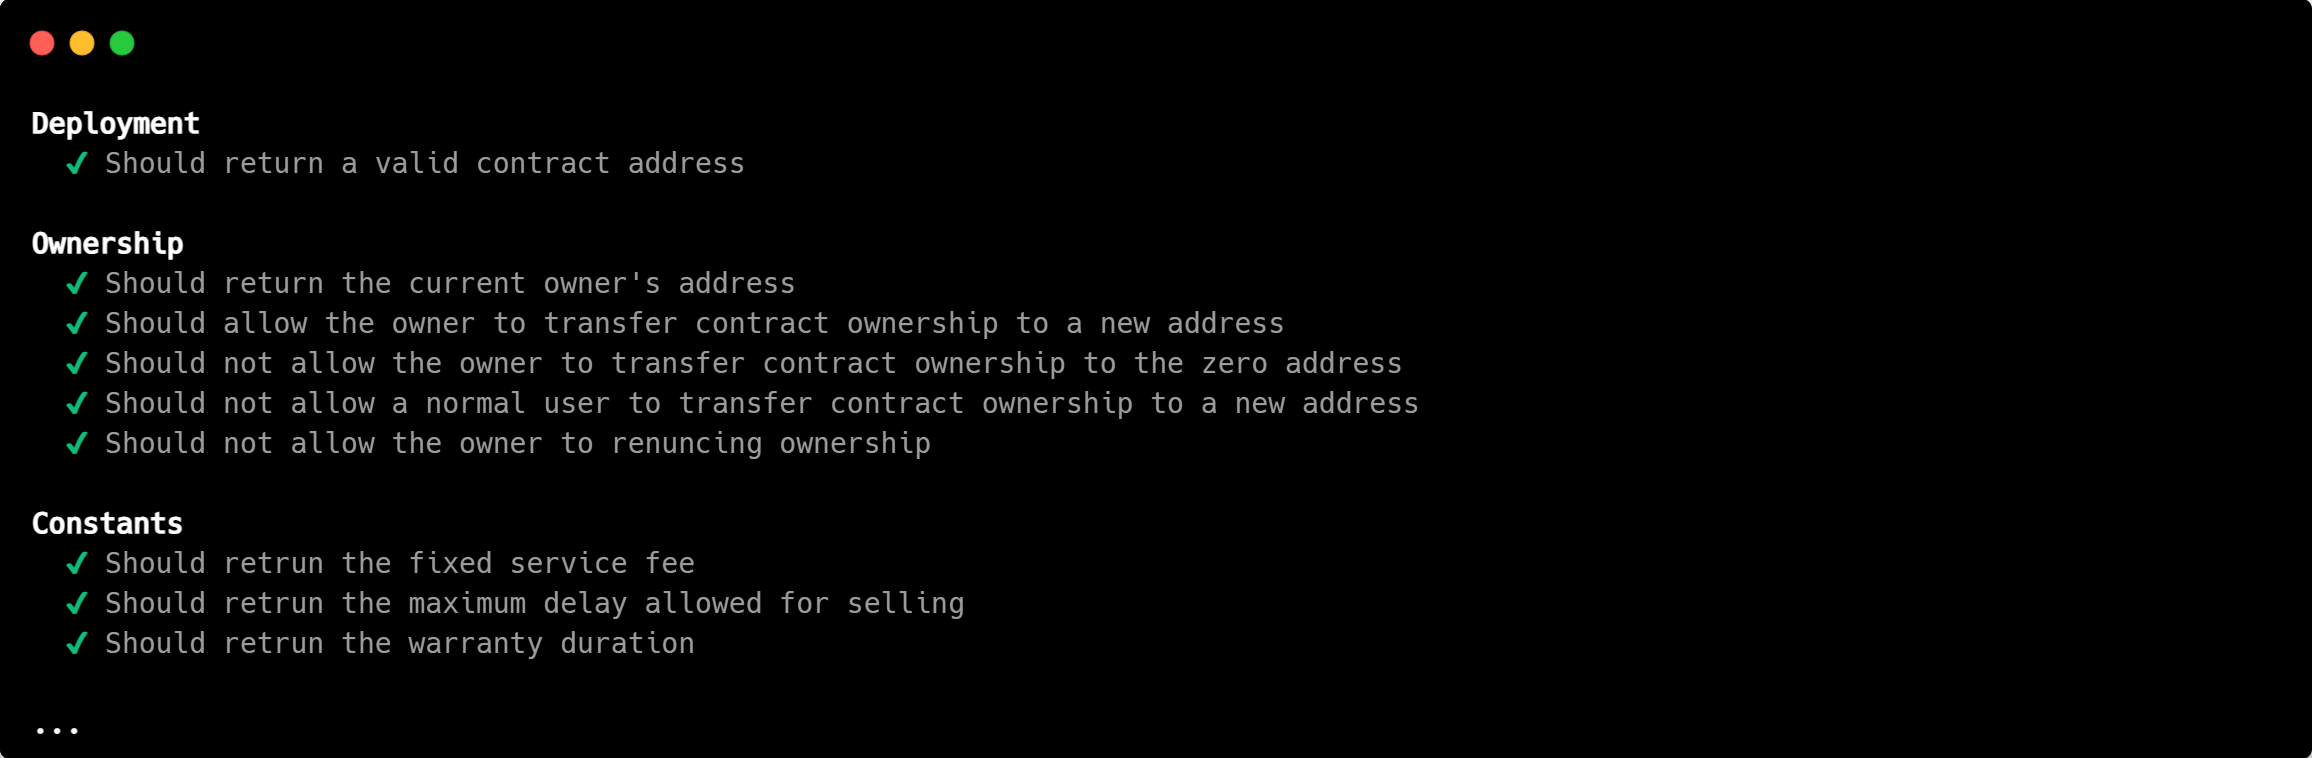 Deployment
✔ Should return a valid contract address
Ownership
✔ Should return the current owner's address
✔ Should allow the owner to transfer contract ownership to a new address
✔ Should not allow the owner to transfer contract ownership to the zero address
✔ Should not allow a normal user to transfer contract ownership to a new address
✔ Should not allow the owner to renuncing ownership
Constants
✔ Should retrun the fixed service fee
✔ Should retrun the maximum delay allowed for selling
✔ Should retrun the warranty duration
...